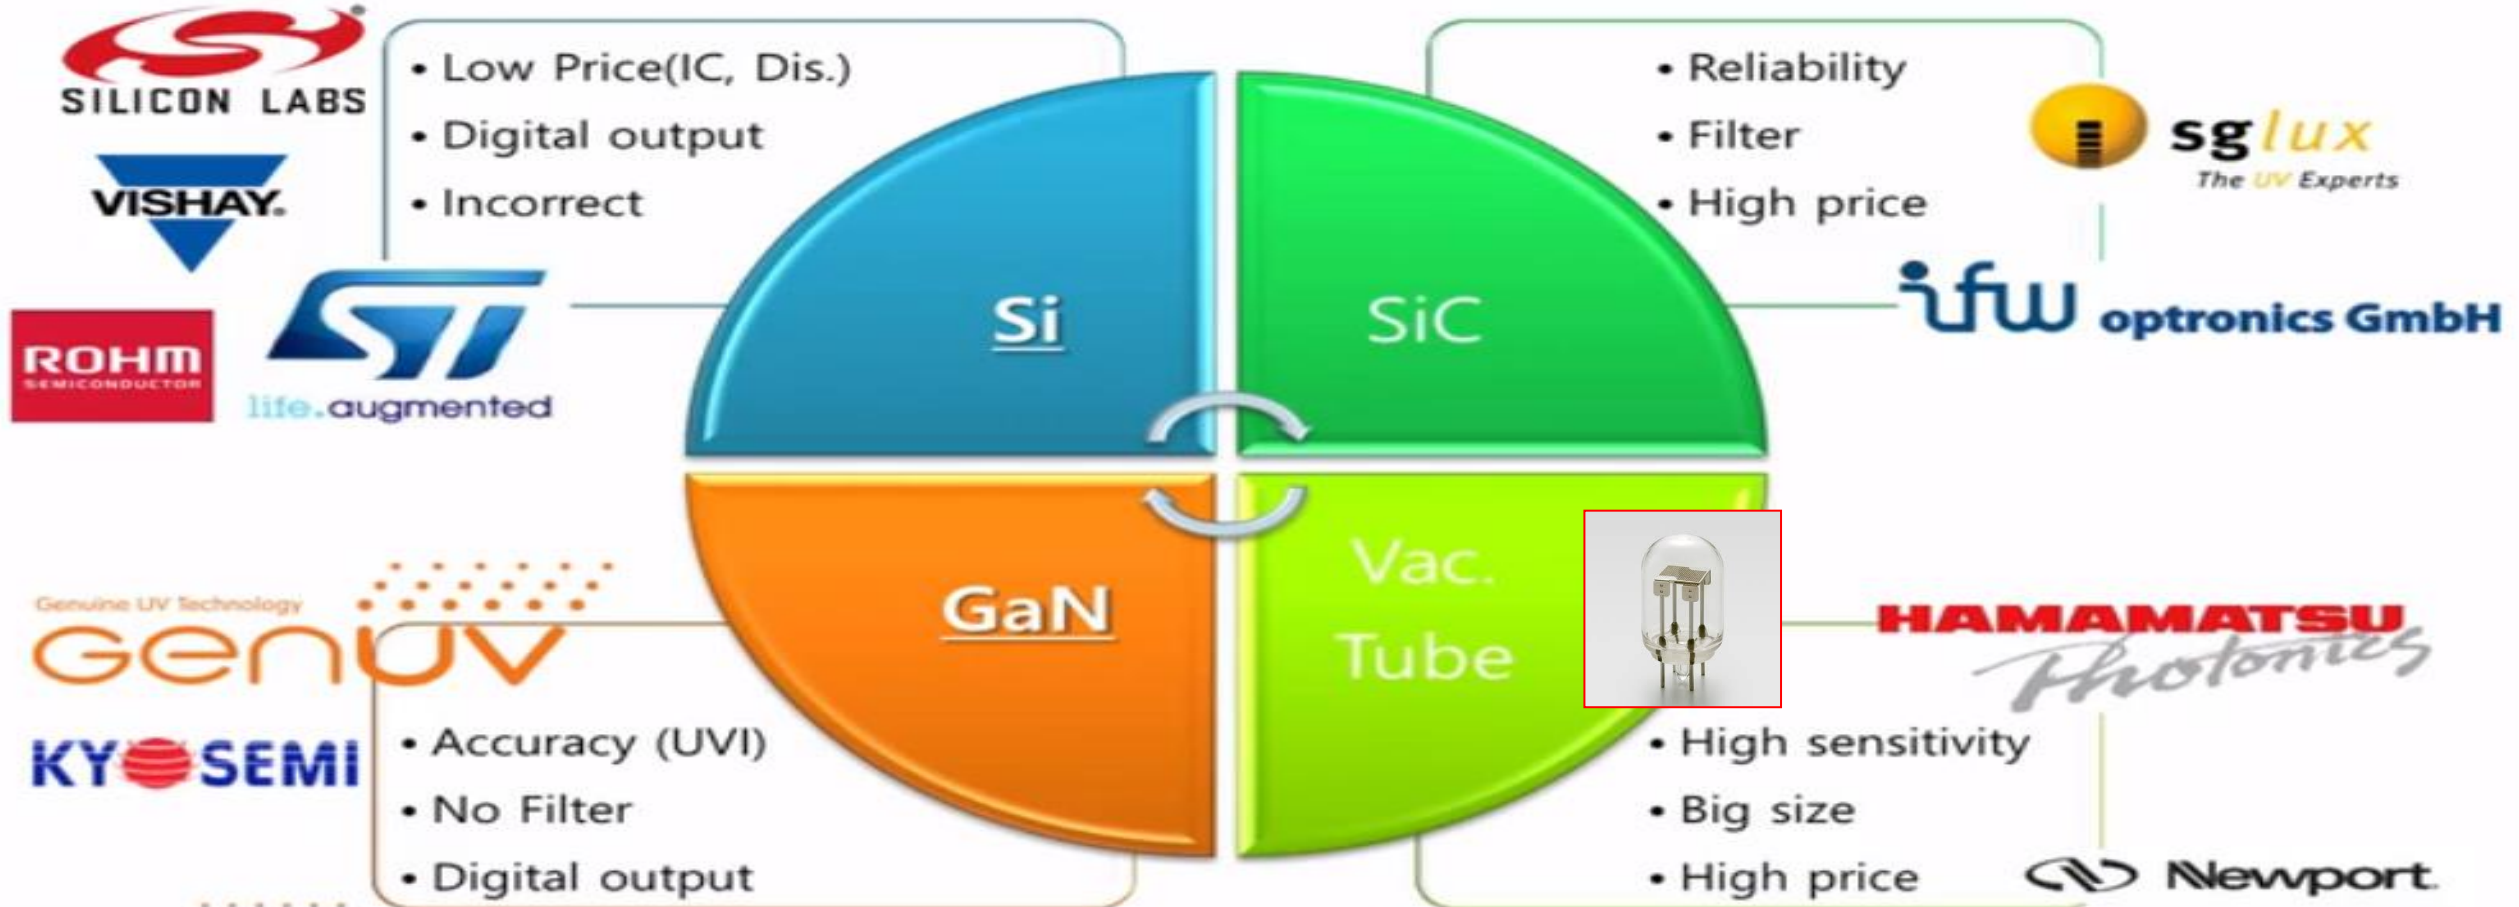 SILICON LABS
VISHAY.
ROHM
SEMICONDUCTOR
ST
life.augmented
• Low Price(IC, Dis.)
• Digital output
• Incorrect
Si
SiC
• Reliability
• Filter
• High price
sglux
The UV Experts
ifw optronics GmbH
Genuine UV Technology
GenUV
KYOSEMI
• Accuracy (UVI)
• No Filter
• Digital output
GaN
Vac.
Tube
HAMAMATSU
Photonics
• High sensitivity
• Big size
• High price
Newport.